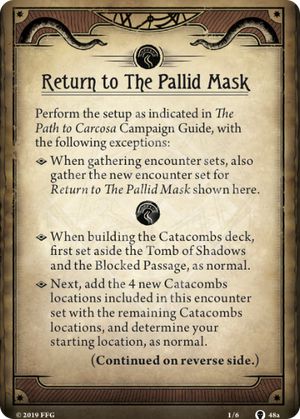 Return to The Pallid Mask
Perform the setup as indicated in The
Path to Carcosa Campaign Guide, with
the following exceptions:
When gathering encounter sets, also
gather the new encounter set for
Return to The Pallid Mask shown here.
When building the Catacombs deck,
first set aside the Tomb of Shadows
and the Blocked Passage, as normal.
Next, add the 4 new Catacombs
locations included in this encounter
set with the remaining Catacombs
locations, and determine your
starting location, as normal.
(Continued on reverse side.)
© 2019 FFG
1/6
48a